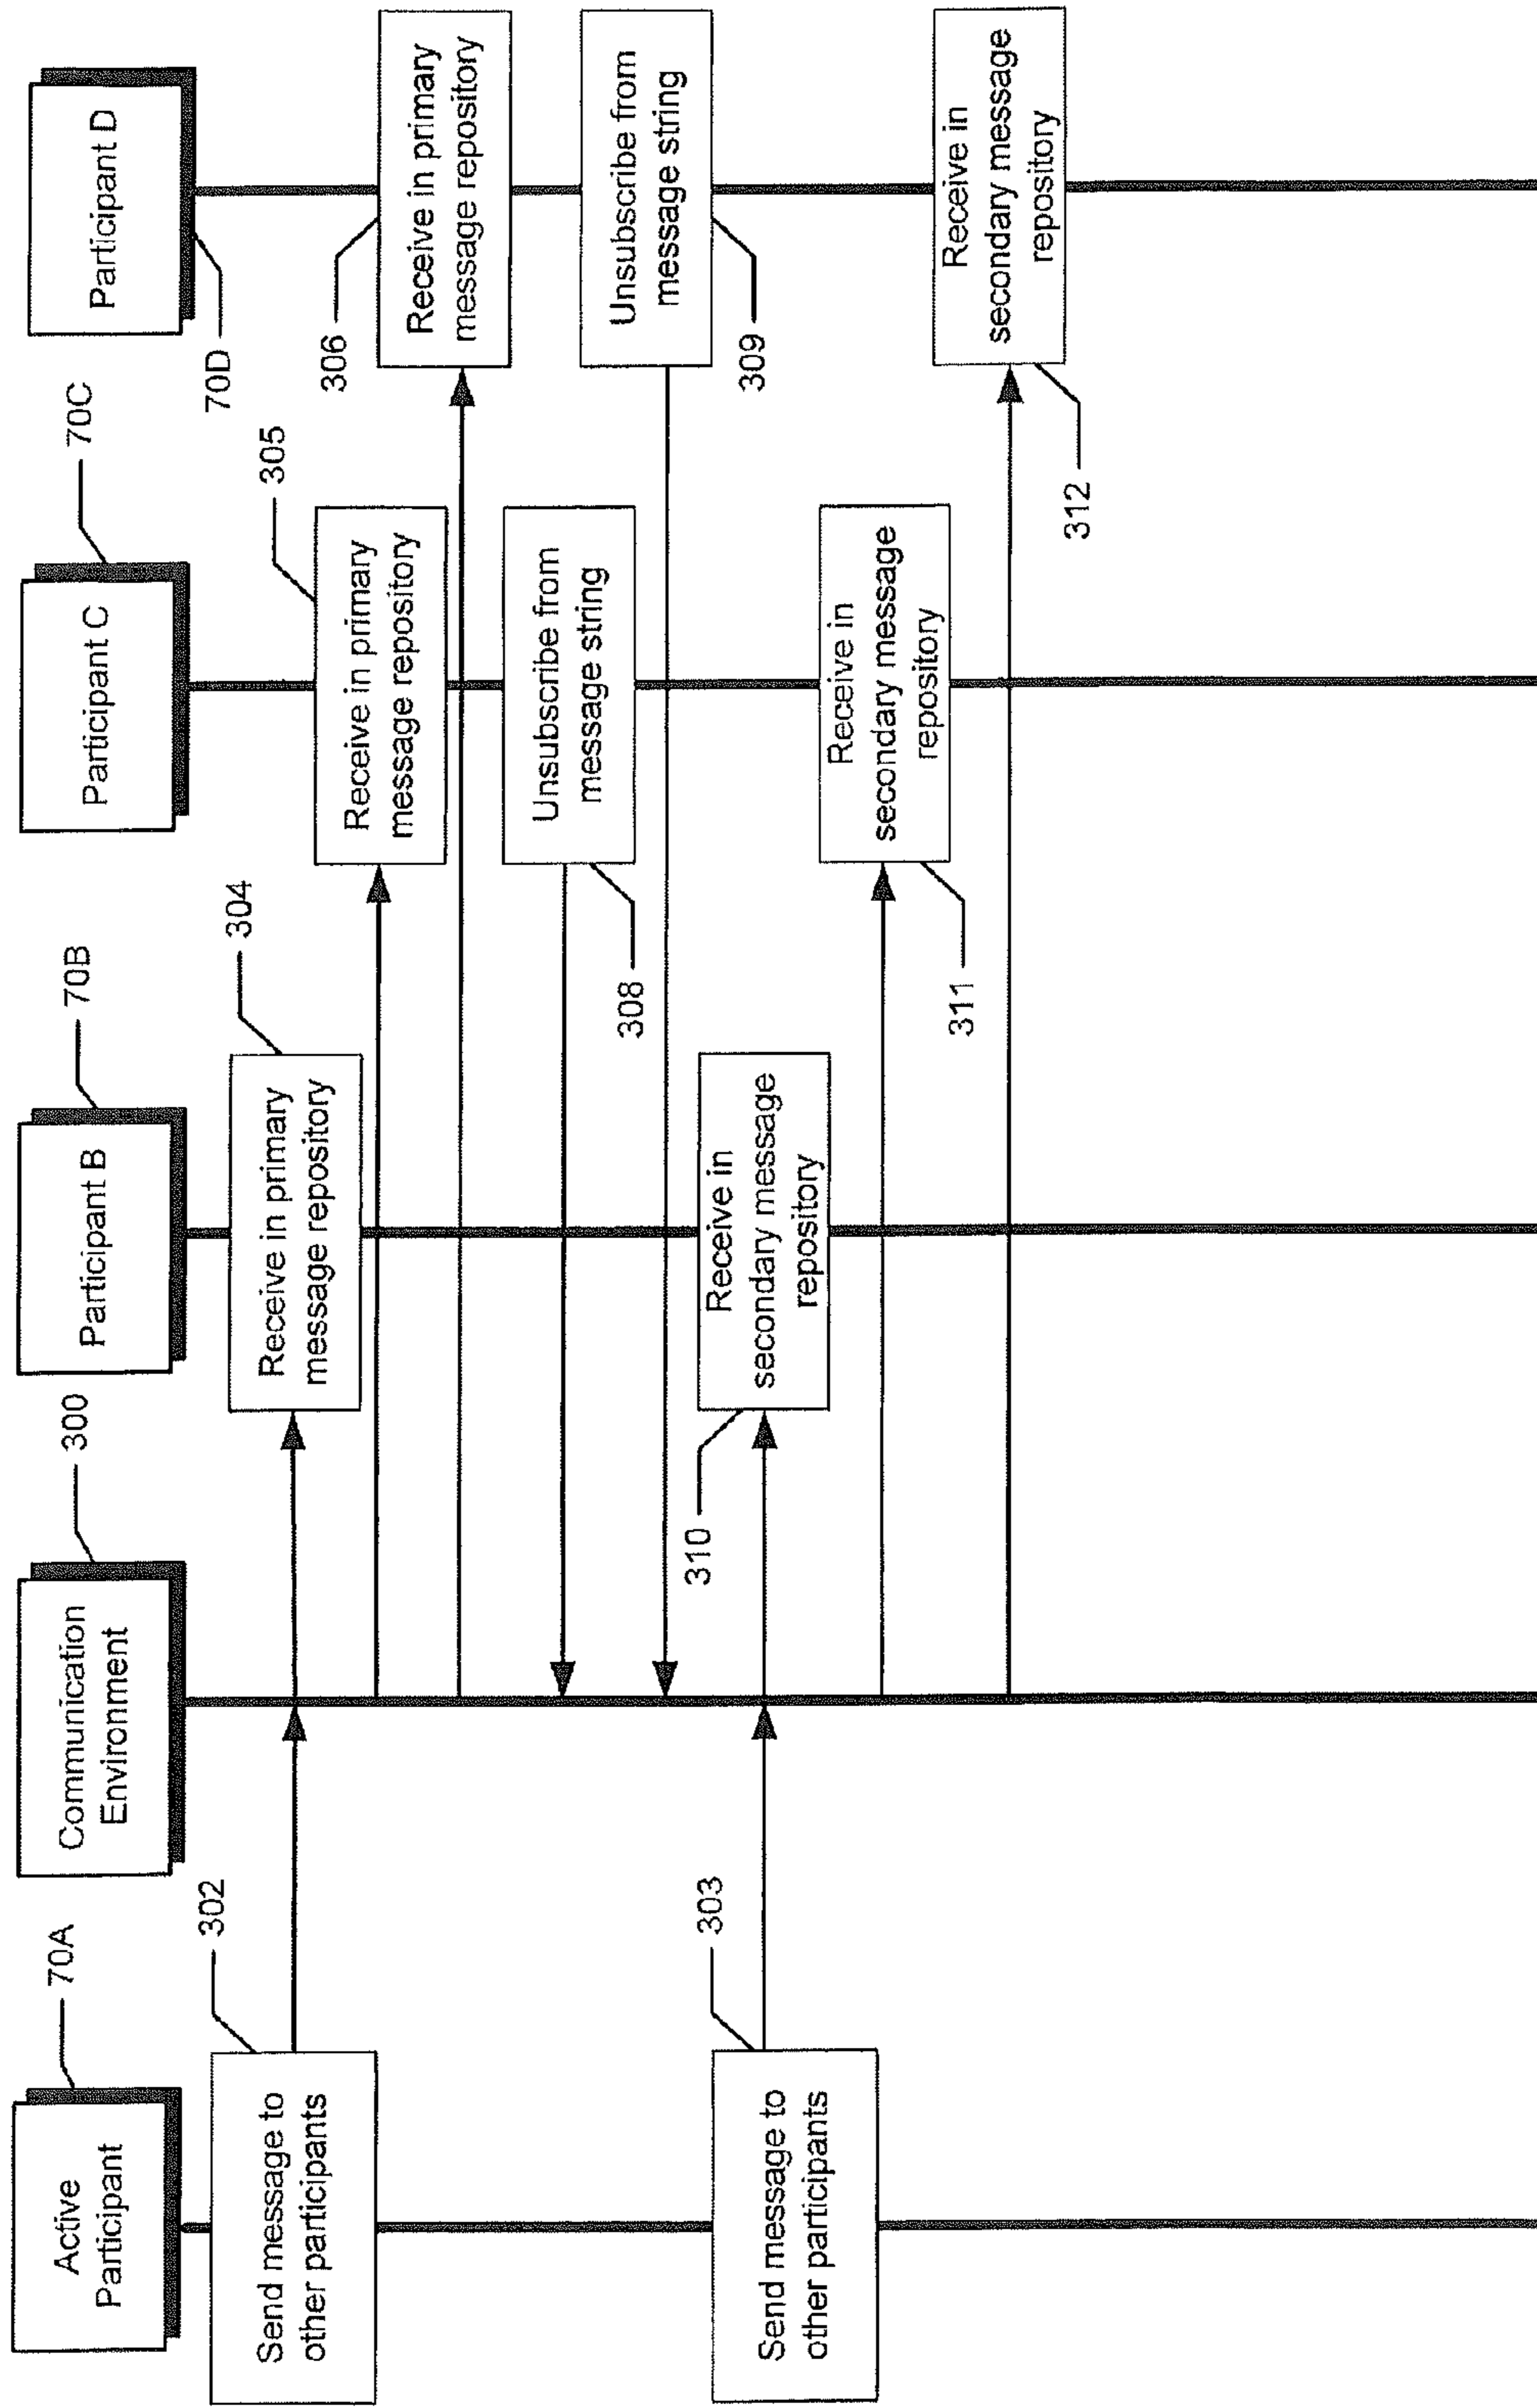 Active
Participant
70A
Communication
Environment
300
Participant B
70B
Participant C
70C
Participant D
70D
Send message to
other participants
302
Receive in primary
message repository
304
Receive in primary
message repository
305
Receive in primary
message repository
306
Unsubscribe from
message string
308
Unsubscribe from
message string
309
Send message to
other participants
303
Receive in
secondary message
repository
310
Receive in
secondary message
repository
311
Receive in
secondary message
repository
312